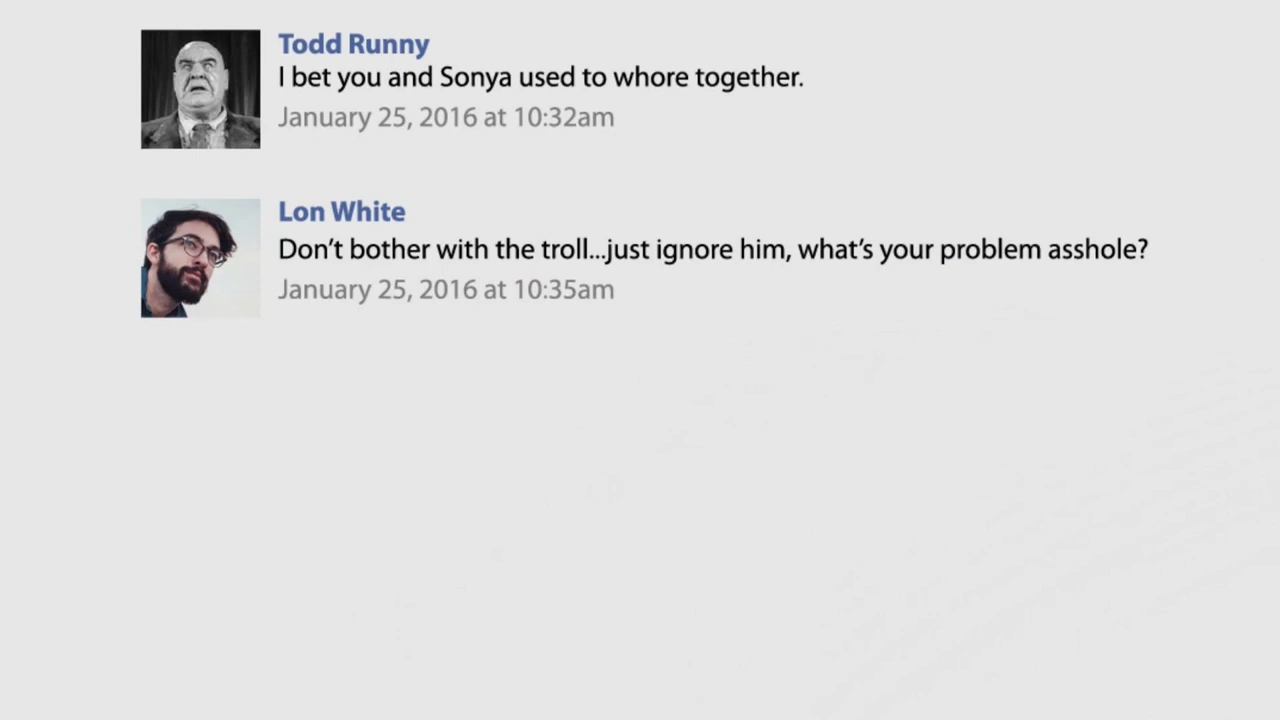 Todd Runny
I bet you and Sonya used to whore together.
January 25, 2016 at 10:32am
Lon White
Don’t bother with the troll...just ignore him, what’s your problem asshole?
January 25, 2016 at 10:35am